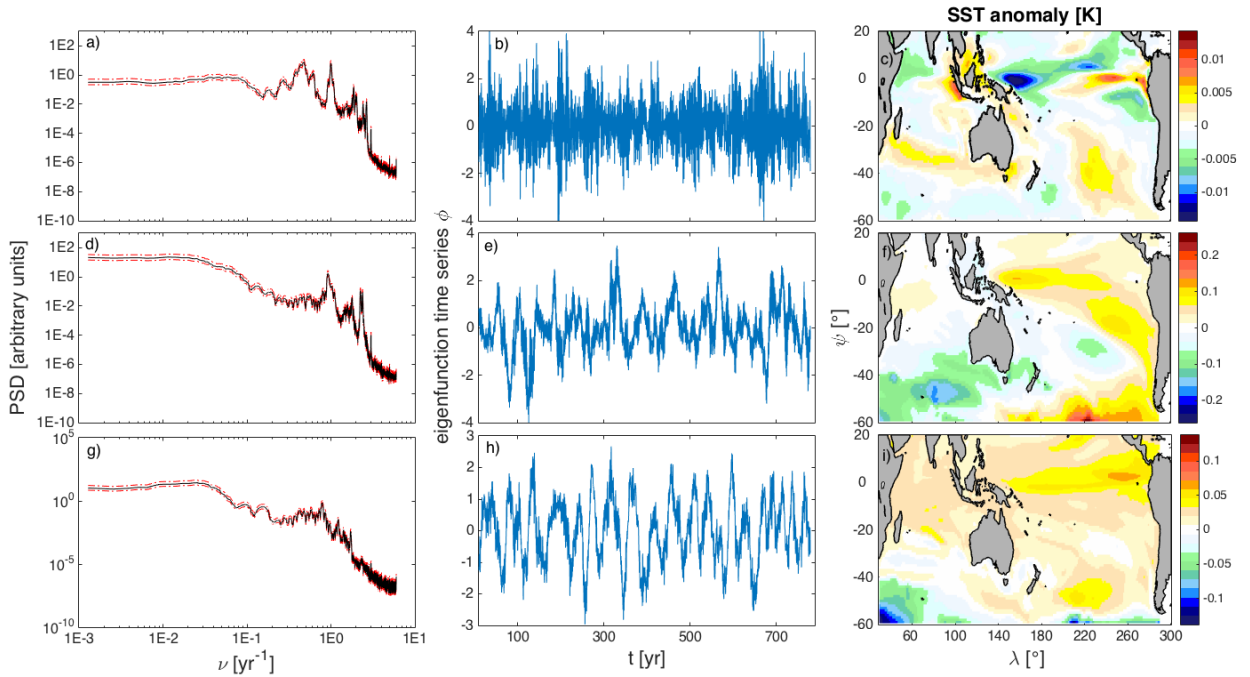 SST anomaly [K]
a)
1E2
1E0
1E-2
1E-4
1E-6
1E-8
1E-10
b)
4
2
0
-2
-4
c)
20
0
-20
-40
-60
0.01
0.005
0
-0.005
-0.01
d)
1E2
1E0
1E-2
1E-4
1E-6
1E-8
1E-10
PSD [arbitrary units]
e)
4
2
0
-2
-4
eigenfunction time series ϕ
f)
20
0
-20
-40
-60
ψ [°]
0.2
0.1
0
-0.1
-0.2
g)
10^5
10^0
10^-5
10^-10
1E-3
1E-2
1E-1
1E0
1E1
ν [yr^-1]
h)
3
2
1
0
-1
-2
-3
100
300
500
700
t [yr]
i)
20
0
-20
-40
-60
60
100
140
180
220
260
300
λ [°]
0.1
0.05
0
-0.05
-0.1